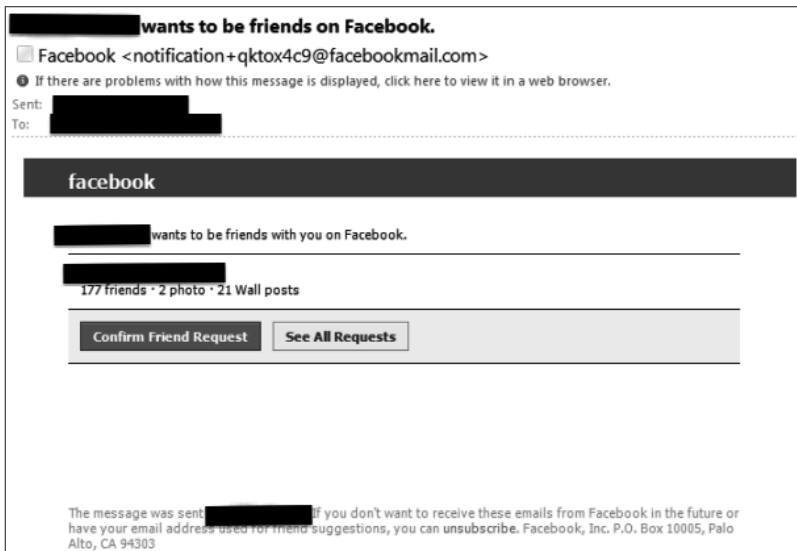 wants to be friends on Facebook.
Facebook <notification+qktox4c9@facebookmail.com>
If there are problems with how this message is displayed, click here to view it in a web browser.
Sent:
To:
facebook
wants to be friends with you on Facebook.
177 friends · 2 photo · 21 Wall posts
Confirm Friend Request See All Requests
The message was sent If you don't want to receive these emails from Facebook in the future or
have your email address used for friend suggestions, you can unsubscribe. Facebook, Inc. P.O. Box 10005, Palo
Alto, CA 94303